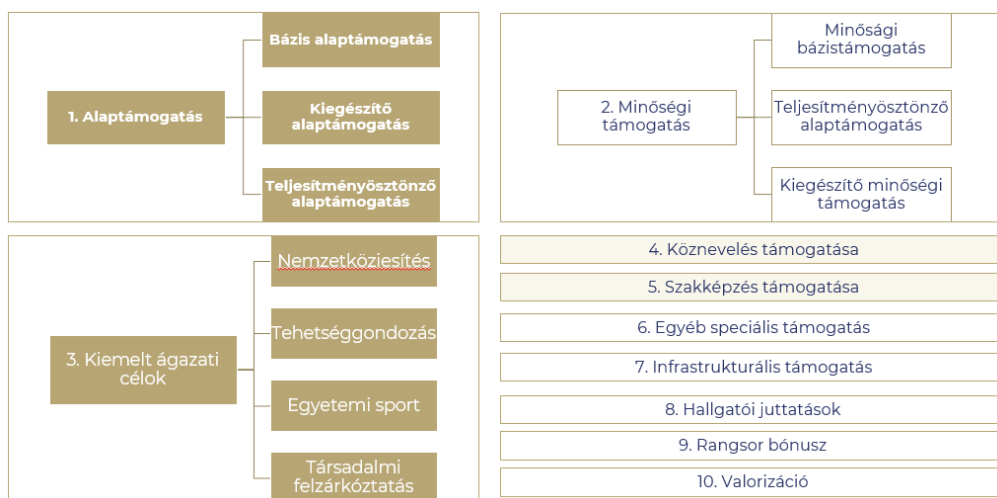 1. Alaptámogatás
Bázis alaptámogatás
Kiegészítő
alaptámogatás
Teljesítményösztönző
alaptámogatás
2. Minőségi
támogatás
Minősági
bázistámogatás
Teljesítményösztönző
alaptámogatás
Kiegészítő minőségi
támogatás
3. Kiemelt ágazati
célok
Nemzetköziesítés
Tehetséggondozás
Egyetemi sport
Társadalmi
felzárkóztatás
4. Köznevelés támogatása
5. Szakképzés támogatása
6. Egyéb speciális támogatás
7. Infrastrukturális támogatás
8. Hallgatói juttatások
9. Rangsor bónusz
10. Valorizáció